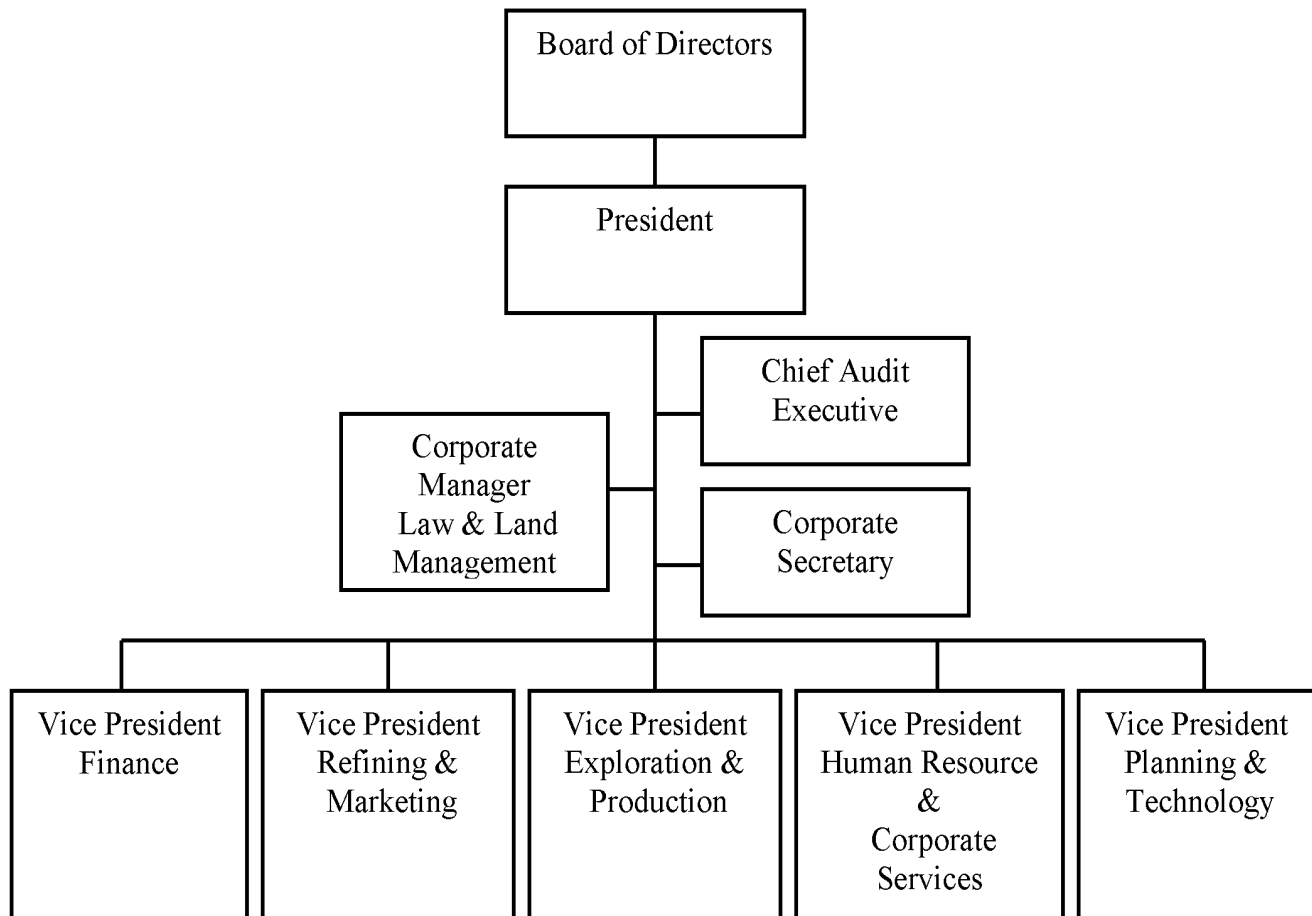 Board of Directors
President
Chief Audit
Executive
Corporate
Manager
Law & Land
Management
Corporate
Secretary
Vice President
Finance
Vice President
Refining &
Marketing
Vice President
Exploration &
Production
Vice President
Human Resource
&
Corporate
Services
Vice President
Planning &
Technology